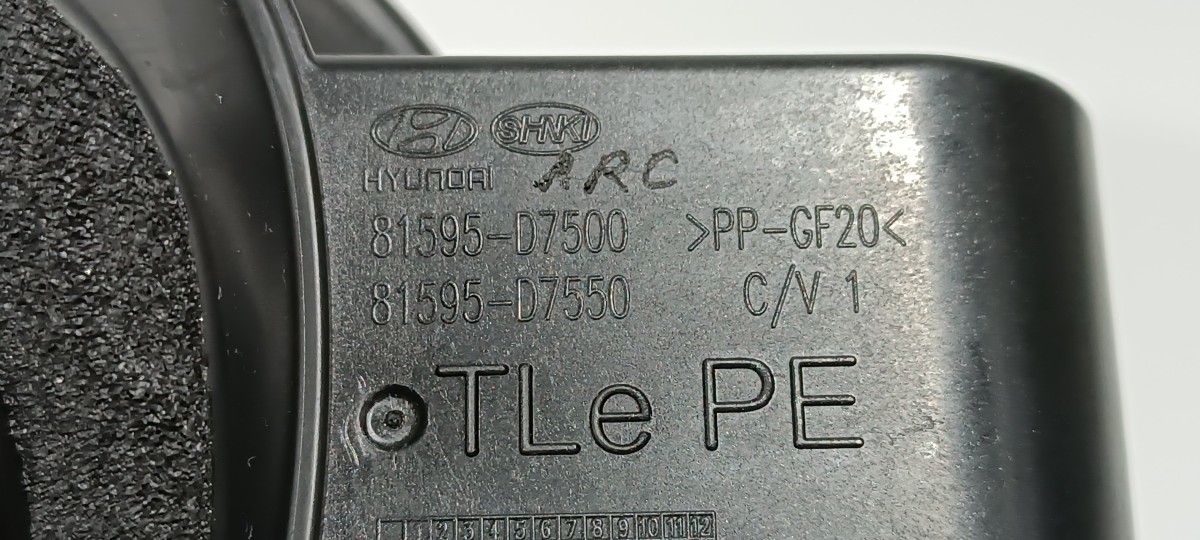 SHNKI
HYUNDAI ARC
81595-D7500 >PP-GF20<
81595-D7550 C/V 1
TLe PE
1 2 3 4 5 6 7 8 9 10 11 12